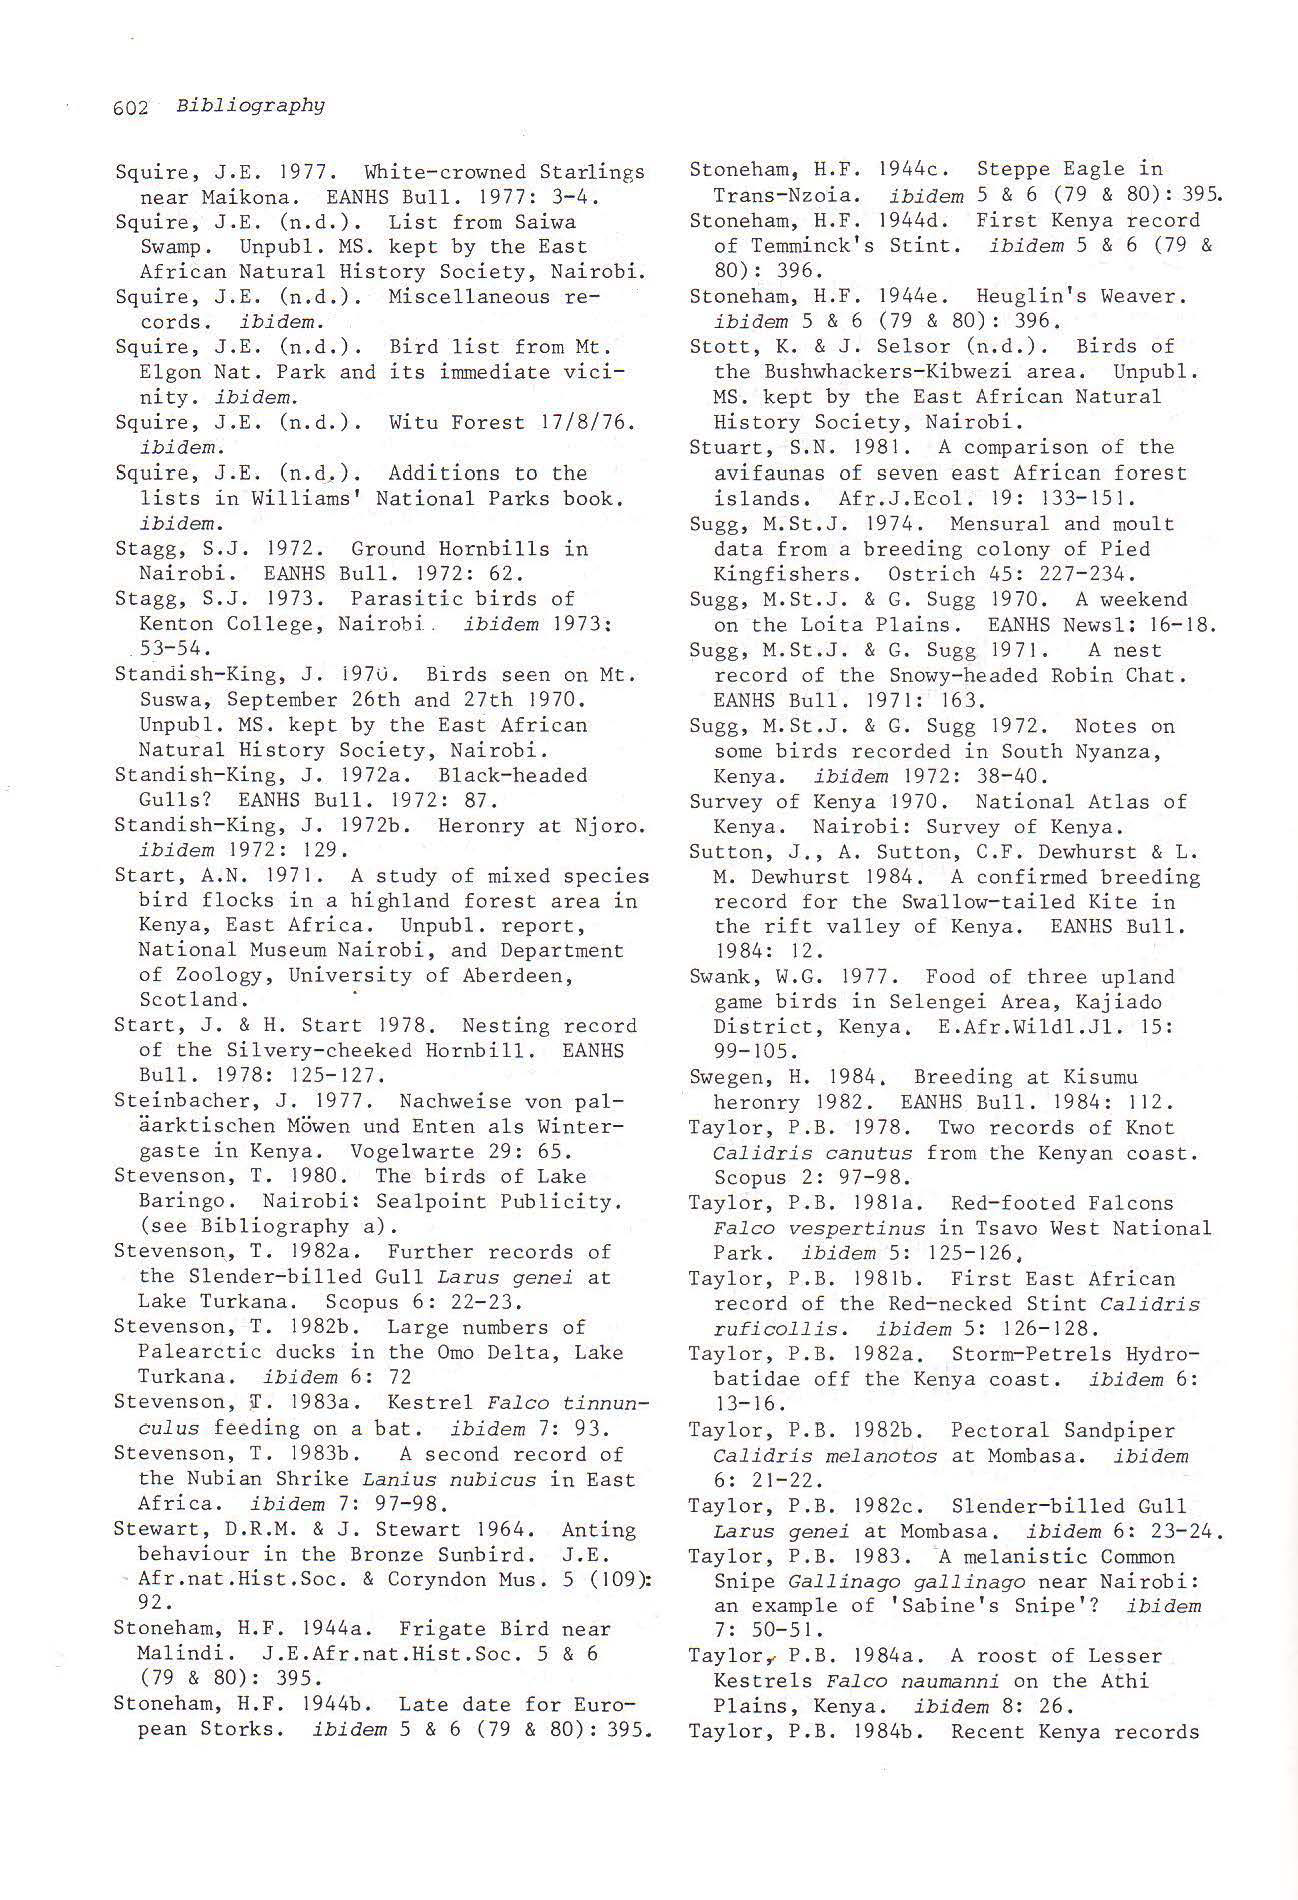 602 Bibliography
Squire, J.E. 1977. White-crowned Starlings
near Maikona. EANHS Bull. 1977: 3-4.
Squire, J.E. (n.d.). List from Saiwa
Swamp. Unpubl. MS. kept by the East
African Natural History Society, Nairobi.
Squire, J.E. (n.d.). Miscellaneous re-
cords. ibidem.
Squire, J.E. (n.d.). Bird list from Mt.
Elgon Nat. Park and its immediate vici-
nity. ibidem.
Squire, J.E. (n.d.). Witu Forest 17/8/76.
ibidem.
Squire, J.E. (n.d.). Additions to the
lists in Williams' National Parks book.
ibidem.
Stagg, S.J. 1972. Ground Hornbills in
Nairobi. EANHS Bull. 1972: 62.
Stagg, S.J. 1973. Parasitic birds of
Kenton College, Nairobi. ibidem 1973:
53-54.
Standish-King, J. 1970. Birds seen on Mt.
Suswa, September 26th and 27th 1970.
Unpubl. MS. kept by the East African
Natural History Society, Nairobi.
Standish-King, J. 1972a. Black-headed
Gulls? EANHS Bull. 1972: 87.
Standish-King, J. 1972b. Heronry at Njoro.
ibidem 1972: 129.
Start, A.N. 1971. A study of mixed species
bird flocks in a highland forest area in
Kenya, East Africa. Unpubl. report,
National Museum Nairobi, and Department
of Zoology, University of Aberdeen,
Scotland.
Start, J. & H. Start 1978. Nesting record
of the Silvery-cheeked Hornbill. EANHS
Bull. 1978: 125-127.
Steinbacher, J. 1977. Nachweise von pal-
äarktischen Möwen und Enten als Winter-
gaste in Kenya. Vogelwarte 29: 65.
Stevenson, T. 1980. The birds of Lake
Baringo. Nairobi: Sealpoint Publicity.
(see Bibliography a).
Stevenson, T. 1982a. Further records of
the Slender-billed Gull Larus genei at
Lake Turkana. Scopus 6: 22-23.
Stevenson, T. 1982b. Large numbers of
Palearctic ducks in the Omo Delta, Lake
Turkana. ibidem 6: 72
Stevenson, T. 1983a. Kestrel Falco tinnun-
culus feeding on a bat. ibidem 7: 93.
Stevenson, T. 1983b. A second record of
the Nubian Shrike Lanius nubicus in East
Africa. ibidem 7: 97-98.
Stewart, D.R.M. & J. Stewart 1964. Anting
behaviour in the Bronze Sunbird. J.E.
Afr.nat.Hist.Soc. & Coryndon Mus. 5 (109):
92.
Stoneham, H.F. 1944a. Frigate Bird near
Malindi. J.E.Afr.nat.Hist.Soc. 5 & 6
(79 & 80): 395.
Stoneham, H.F. 1944b. Late date for Euro-
pean Storks. ibidem 5 & 6 (79 & 80): 395.
Stoneham, H.F. 1944c. Steppe Eagle in
Trans-Nzoia. ibidem 5 & 6 (79 & 80): 395.
Stoneham, H.F. 1944d. First Kenya record
of Temminck's Stint. ibidem 5 & 6 (79 &
80): 396.
Stoneham, H.F. 1944e. Heuglin's Weaver.
ibidem 5 & 6 (79 & 80): 396.
Stott, K. & J. Selsor (n.d.). Birds of
the Bushwhackers-Kibwezi area. Unpubl.
MS. kept by the East African Natural
History Society, Nairobi.
Stuart, S.N. 1981. A comparison of the
avifaunas of seven east African forest
islands. Afr.J.Ecol. 19: 133-151.
Sugg, M.St.J. 1974. Mensural and moult
data from a breeding colony of Pied
Kingfishers. Ostrich 45: 227-234.
Sugg, M.St.J. & G. Sugg 1970. A weekend
on the Loita Plains. EANHS Newsl: 16-18.
Sugg, M.St.J. & G. Sugg 1971. A nest
record of the Snowy-headed Robin Chat.
EANHS Bull. 1971: 163.
Sugg, M.St.J. & G. Sugg 1972. Notes on
some birds recorded in South Nyanza,
Kenya. ibidem 1972: 38-40.
Survey of Kenya 1970. National Atlas of
Kenya. Nairobi: Survey of Kenya.
Sutton, J., A. Sutton, C.F. Dewhurst & L.
M. Dewhurst 1984. A confirmed breeding
record for the Swallow-tailed Kite in
the rift valley of Kenya. EANHS Bull.
1984: 12.
Swank, W.G. 1977. Food of three upland
game birds in Selengei Area, Kajiado
District, Kenya. E.Afr.Wildl.Jl. 15:
99-105.
Swegen, H. 1984. Breeding at Kisumu
heronry 1982. EANHS Bull. 1984: 112.
Taylor, P.B. 1978. Two records of Knot
Calidris canutus from the Kenyan coast.
Scopus 2: 97-98.
Taylor, P.B. 1981a. Red-footed Falcons
Falco vespertinus in Tsavo West National
Park. ibidem 5: 125-126.
Taylor, P.B. 1981b. First East African
record of the Red-necked Stint Calidris
ruficollis. ibidem 5: 126-128.
Taylor, P.B. 1982a. Storm-Petrels Hydro-
batidae off the Kenya coast. ibidem 6:
13-16.
Taylor, P.B. 1982b. Pectoral Sandpiper
Calidris melanotos at Mombasa. ibidem
6: 21-22.
Taylor, P.B. 1982c. Slender-billed Gull
Larus genei at Mombasa. ibidem 6: 23-24.
Taylor, P.B. 1983. A melanistic Common
Snipe Gallinago gallinago near Nairobi:
an example of 'Sabine's Snipe'? ibidem
7: 50-51.
Taylor, P.B. 1984a. A roost of Lesser
Kestrels Falco naumanni on the Athi
Plains, Kenya. ibidem 8: 26.
Taylor, P.B. 1984b. Recent Kenya records